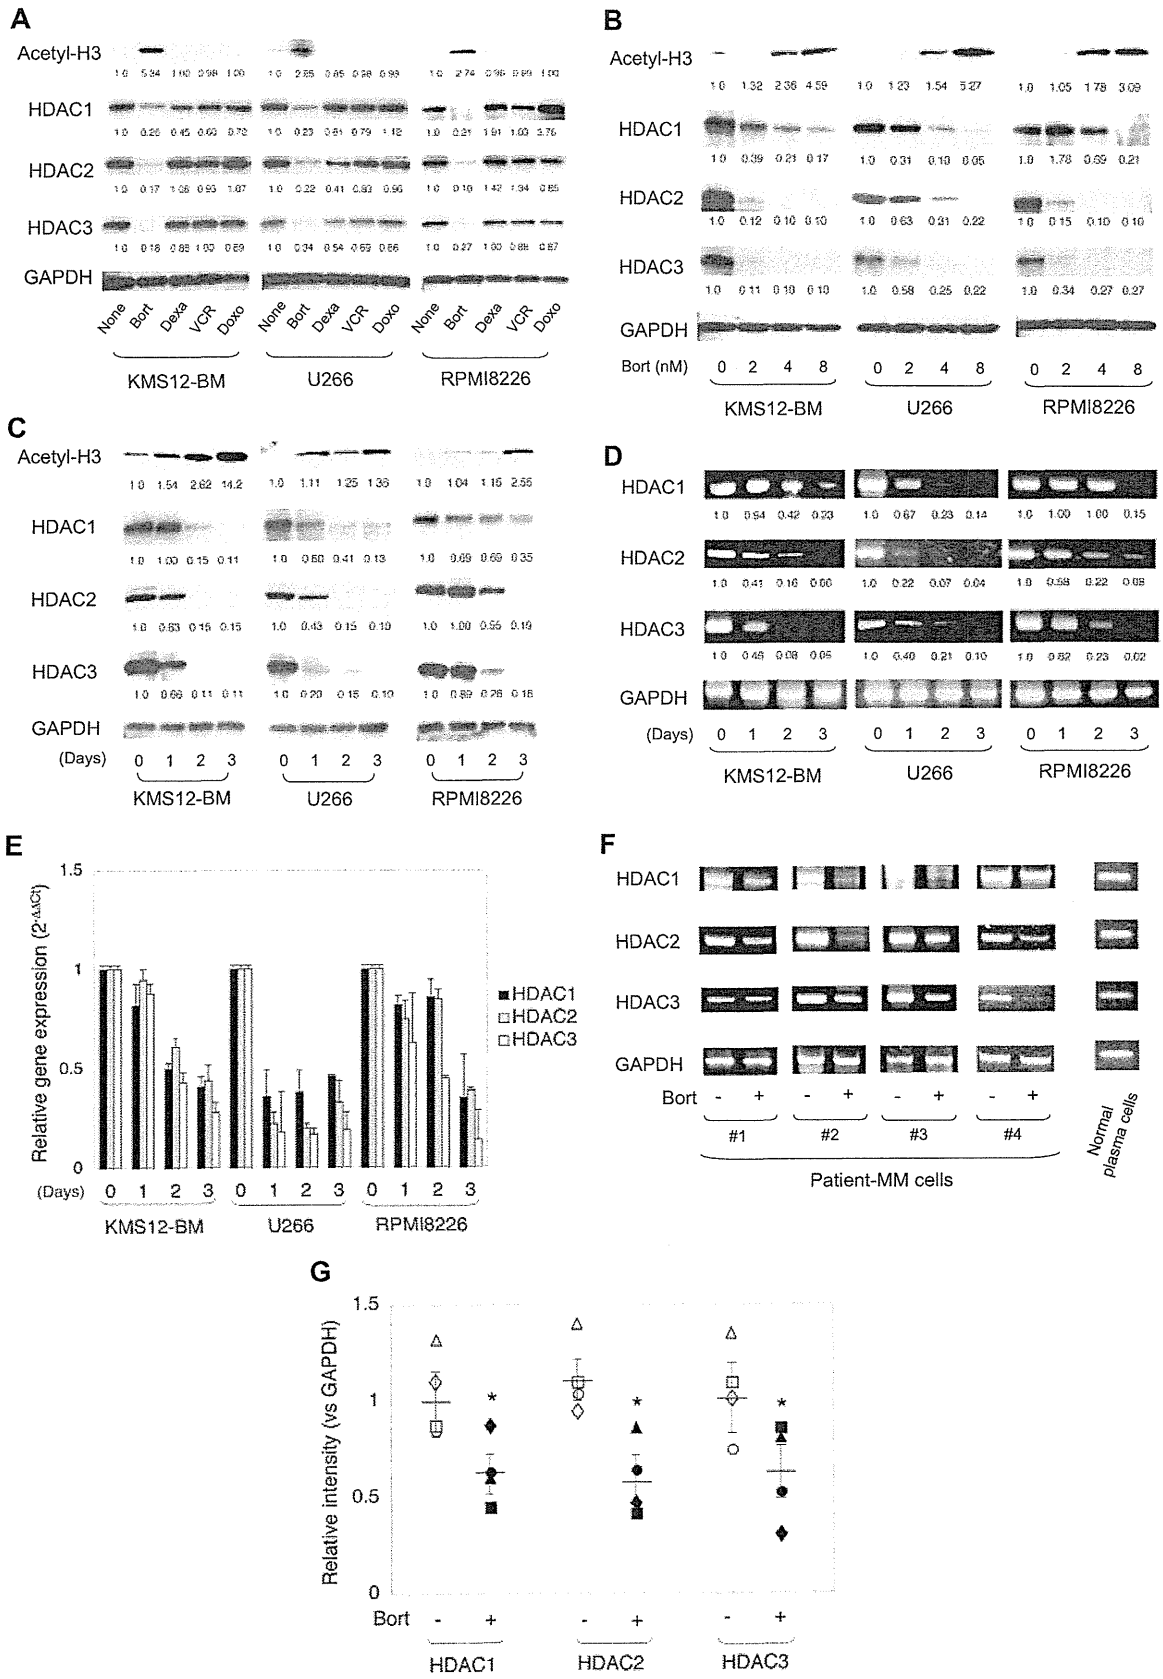 A
Acetyl-H3
1.0 5.34 1.00 0.98 1.00 1.0 2.85 0.85 0.98 0.99 1.0 2.74 0.96 0.89 1.00
HDAC1
1.0 0.26 0.45 0.60 0.72 1.0 0.23 0.81 0.79 1.12 1.0 0.21 1.91 1.03 3.76
HDAC2
1.0 0.17 1.08 0.93 1.07 1.0 0.22 0.41 0.83 0.96 1.0 0.10 1.42 1.34 0.85
HDAC3
1.0 0.18 0.88 1.00 0.89 1.0 0.34 0.54 0.69 0.86 1.0 0.27 1.00 0.88 0.87
GAPDH
None Bort Dexa VCR Doxo None Bort Dexa VCR Doxo None Bort Dexa VCR Doxo
KMS12-BM U266 RPMI8226
B
Acetyl-H3
1.0 1.32 2.36 4.59 1.0 1.23 1.54 5.27 1.0 1.05 1.78 3.09
HDAC1
1.0 0.39 0.21 0.17 1.0 0.31 0.10 0.05 1.0 1.78 0.69 0.21
HDAC2
1.0 0.12 0.10 0.10 1.0 0.63 0.31 0.22 1.0 0.15 0.10 0.10
HDAC3
1.0 0.11 0.10 0.10 1.0 0.58 0.25 0.22 1.0 0.34 0.27 0.27
GAPDH
Bort (nM) 0 2 4 8 0 2 4 8 0 2 4 8
KMS12-BM U266 RPMI8226
C
Acetyl-H3
1.0 1.54 2.62 14.2 1.0 1.11 1.25 1.36 1.0 1.04 1.15 2.55
HDAC1
1.0 1.00 0.15 0.11 1.0 0.60 0.41 0.13 1.0 0.69 0.69 0.35
HDAC2
1.0 0.63 0.15 0.15 1.0 0.43 0.15 0.10 1.0 1.00 0.55 0.19
HDAC3
1.0 0.66 0.11 0.11 1.0 0.20 0.15 0.10 1.0 0.89 0.26 0.18
GAPDH
(Days) 0 1 2 3 0 1 2 3 0 1 2 3
KMS12-BM U266 RPMI8226
D
HDAC1
1.0 0.94 0.42 0.23 1.0 0.67 0.23 0.14 1.0 1.00 1.00 0.15
HDAC2
1.0 0.41 0.16 0.06 1.0 0.22 0.07 0.04 1.0 0.58 0.22 0.08
HDAC3
1.0 0.45 0.08 0.05 1.0 0.40 0.21 0.10 1.0 0.82 0.23 0.02
GAPDH
(Days) 0 1 2 3 0 1 2 3 0 1 2 3
KMS12-BM U266 RPMI8226
E
Relative gene expression (2-ΔΔCt)
1.5
1
0.5
0
HDAC1
HDAC2
HDAC3
(Days) 0 1 2 3 0 1 2 3 0 1 2 3
KMS12-BM U266 RPMI8226
F
HDAC1
HDAC2
HDAC3
GAPDH
Bort - + - + - + - +
#1 #2 #3 #4
Patient-MM cells
Normal
plasma cells
G
Relative intensity (vs GAPDH)
1.5
1
0.5
0
* * *
Bort - + - + - +
HDAC1 HDAC2 HDAC3